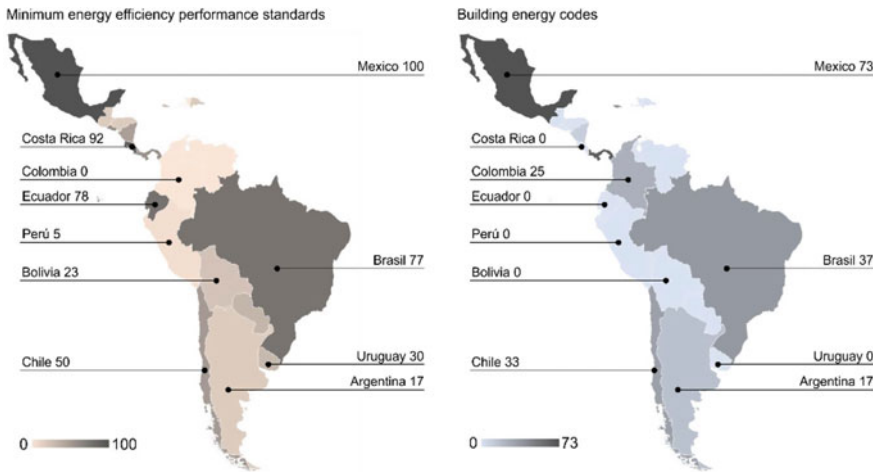 Minimum energy efficiency performance standards
Mexico 100
Costa Rica 92
Colombia 0
Ecuador 78
Perú 5
Brasil 77
Bolivia 23
Chile 50
Uruguay 30
Argentina 17
0 100
Building energy codes
Mexico 73
Costa Rica 0
Colombia 25
Ecuador 0
Perú 0
Brasil 37
Bolivia 0
Chile 33
Uruguay 0
Argentina 17
0 73